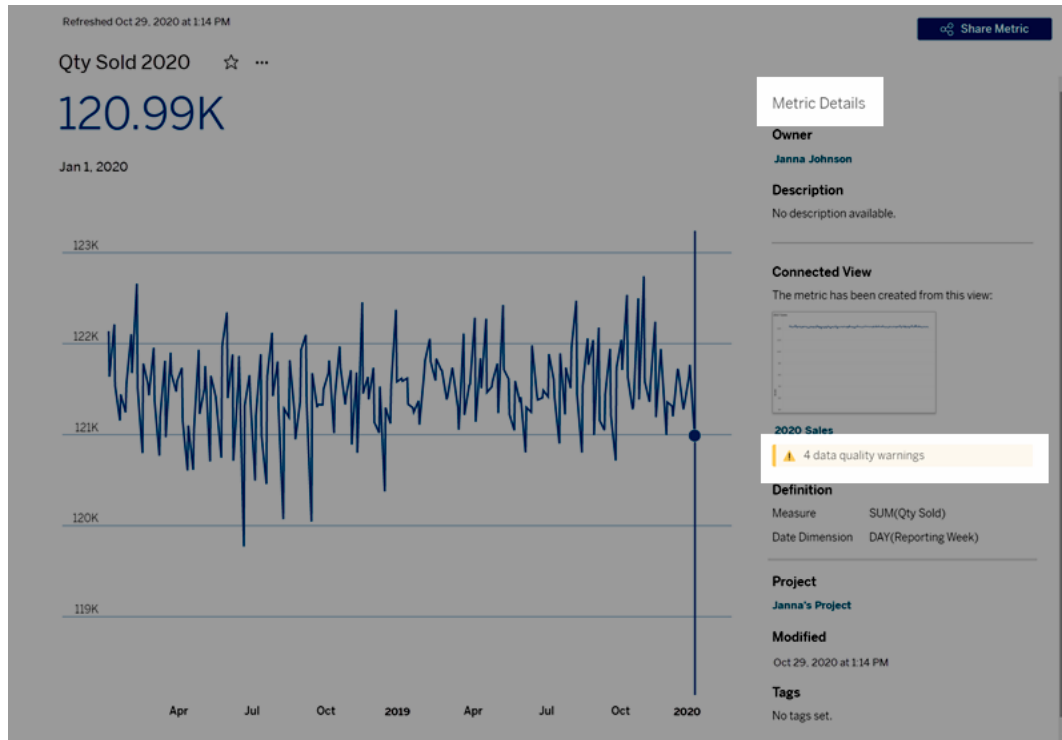 Refreshed Oct 29, 2020 at 1:14 PM
Share Metric
Qty Sold 2020
120.99K
Jan 1, 2020
123K
122K
121K
120K
119K
Apr
Jul
Oct
2019
Apr
Jul
Oct
2020
Metric Details
Owner
Janna Johnson
Description
No description available.
Connected View
The metric has been created from this view:
2020 Sales
4 data quality warnings
Definition
Measure SUM(Qty Sold)
Date Dimension DAY(Reporting Week)
Project
Janna's Project
Modified
Oct 29, 2020 at 1:14 PM
Tags
No tags set.